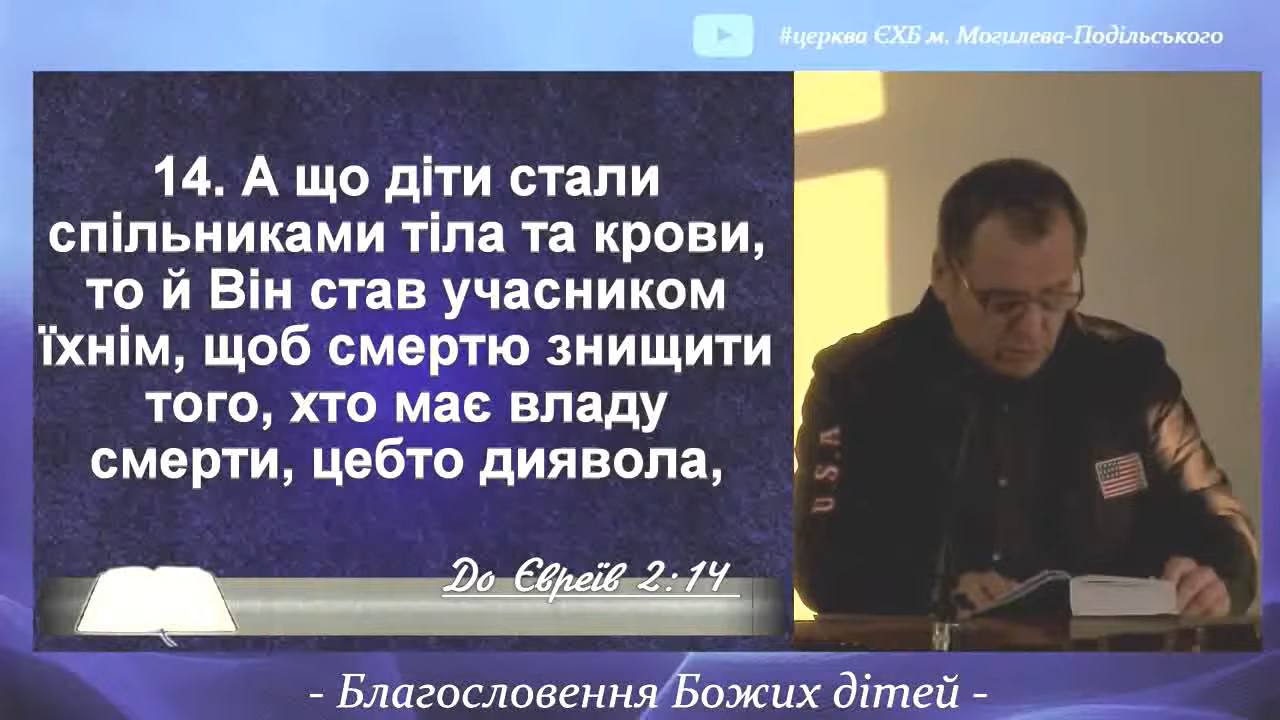 #церква ЄХБ м. Могилева-Подільського
14. А що діти стали
спільниками тіла та крови,
то й Він став учасником
їхнім, щоб смертю знищити
того, хто має владу
смерти, цебто диявола,
До Євреїв 2:14
U.S.A
- Благословення Божих дітей -